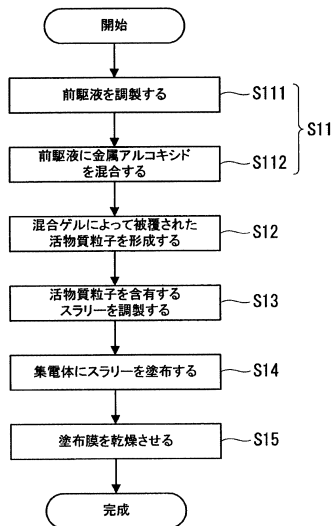 開始
前駆液を調製する
S111
前駆液に金属アルコキシド
を混合する
S112
S11
混合ゲルによって被覆された
活物質粒子を形成する
S12
活物質粒子を含有する
スラリーを調製する
S13
集電体にスラリーを塗布する
S14
塗布膜を乾燥させる
S15
完成